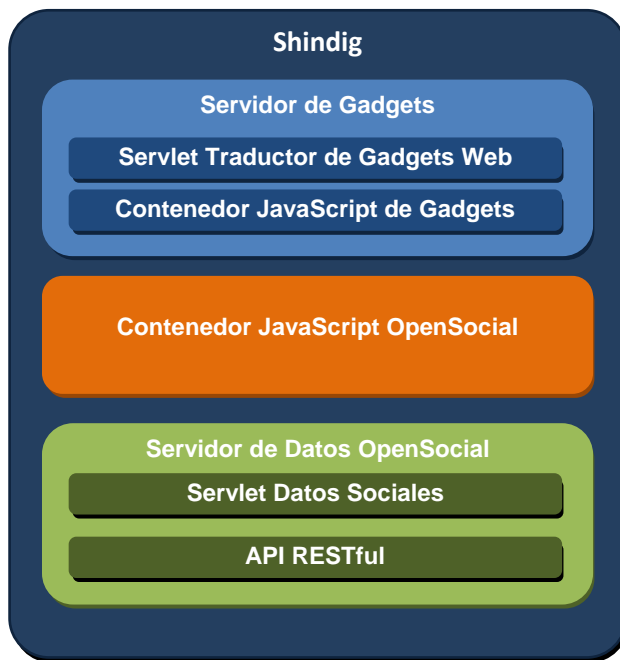 Shindig
Servidor de Gadgets
Servlet Traductor de Gadgets Web
Contenedor JavaScript de Gadgets
Contenedor JavaScript OpenSocial
Servidor de Datos OpenSocial
Servlet Datos Sociales
API RESTful